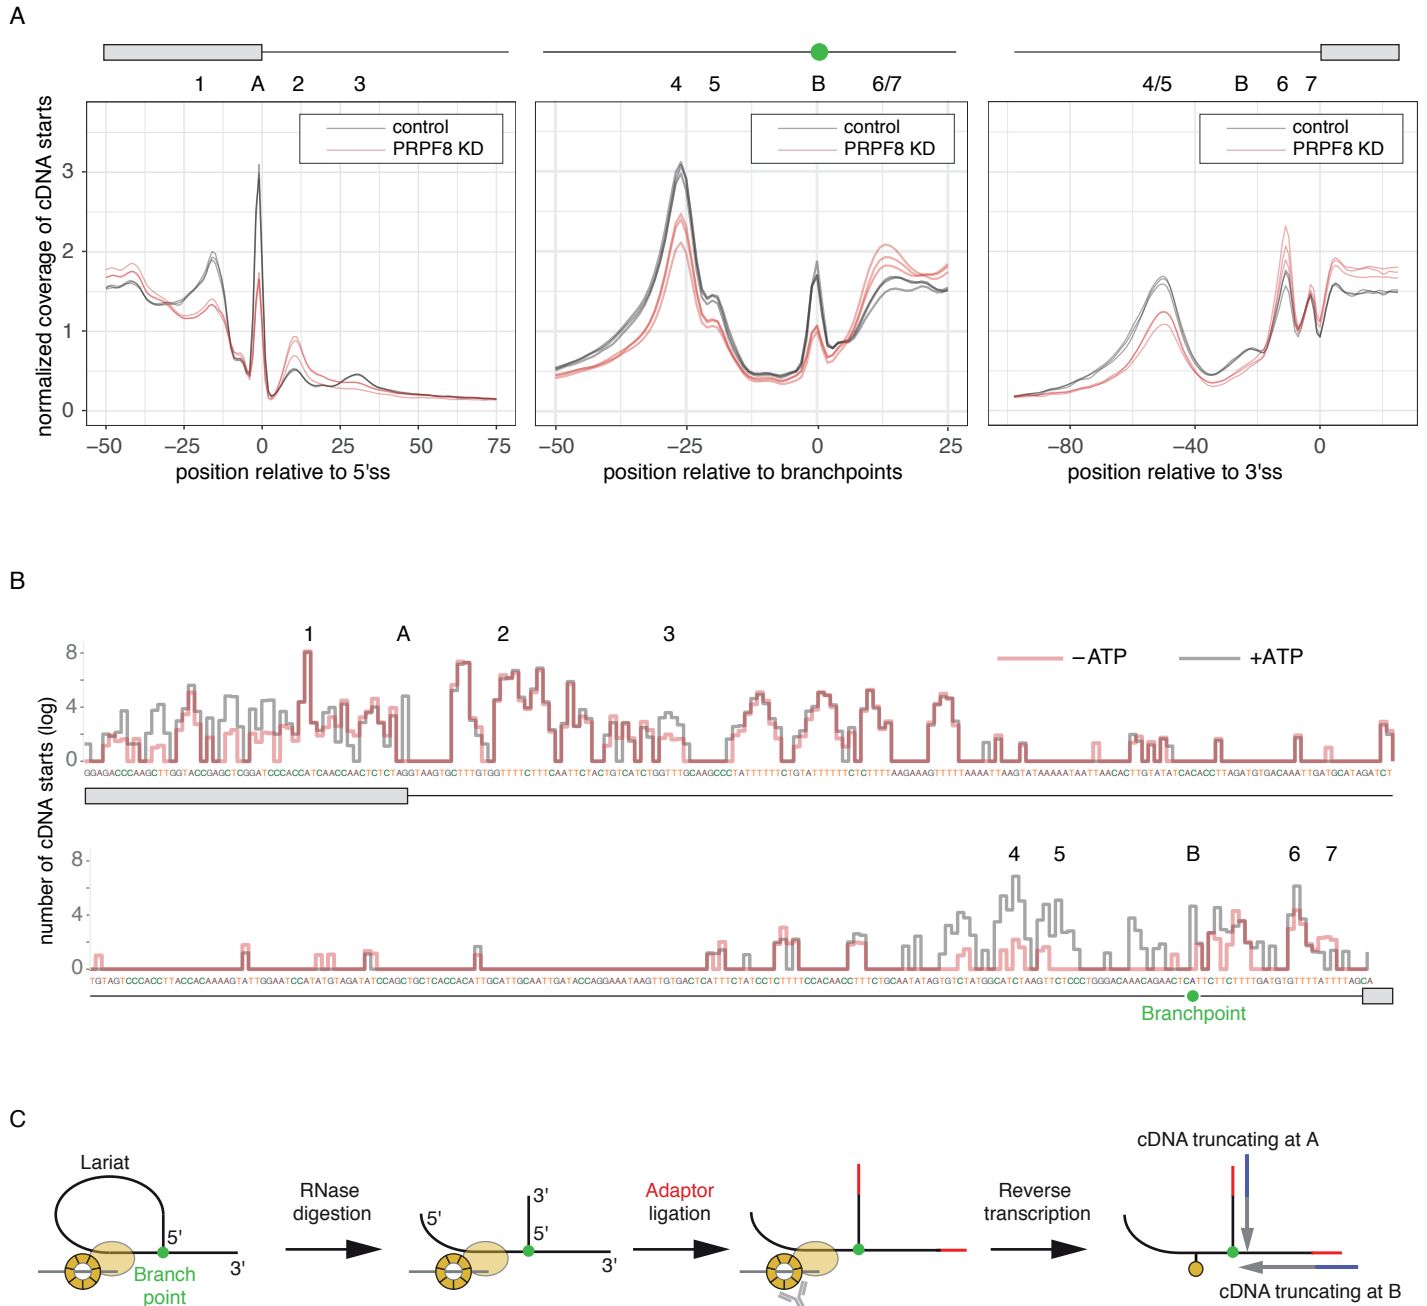 A
1 A 2 3
4 5 B 6/7
4/5 B 6 7
control
PRPF8 KD
control
PRPF8 KD
control
PRPF8 KD
normalized coverage of cDNA starts
3
2
1
0
−50 −25 0 25 50 75
−50 −25 0 25
−80 −40 0
position relative to 5'ss
position relative to branchpoints
position relative to 3'ss
B
1 A 2 3
−ATP +ATP
number of cDNA starts (log)
8
4
0
4 5 B 6 7
8
4
0
Branchpoint
C
Lariat
5'
3'
Branch
point
RNase
digestion
5'
3'
5'
3'
Adaptor
ligation
Reverse
transcription
cDNA truncating at A
cDNA truncating at B